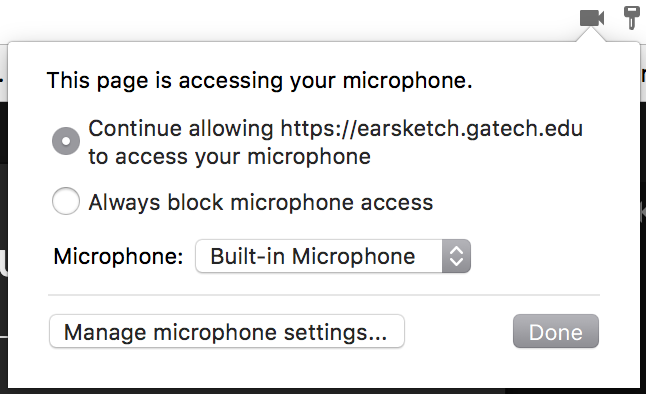 This page is accessing your microphone.
Continue allowing https://earsketch.gatech.edu
to access your microphone
Always block microphone access
Microphone: Built-in Microphone
Manage microphone settings... Done